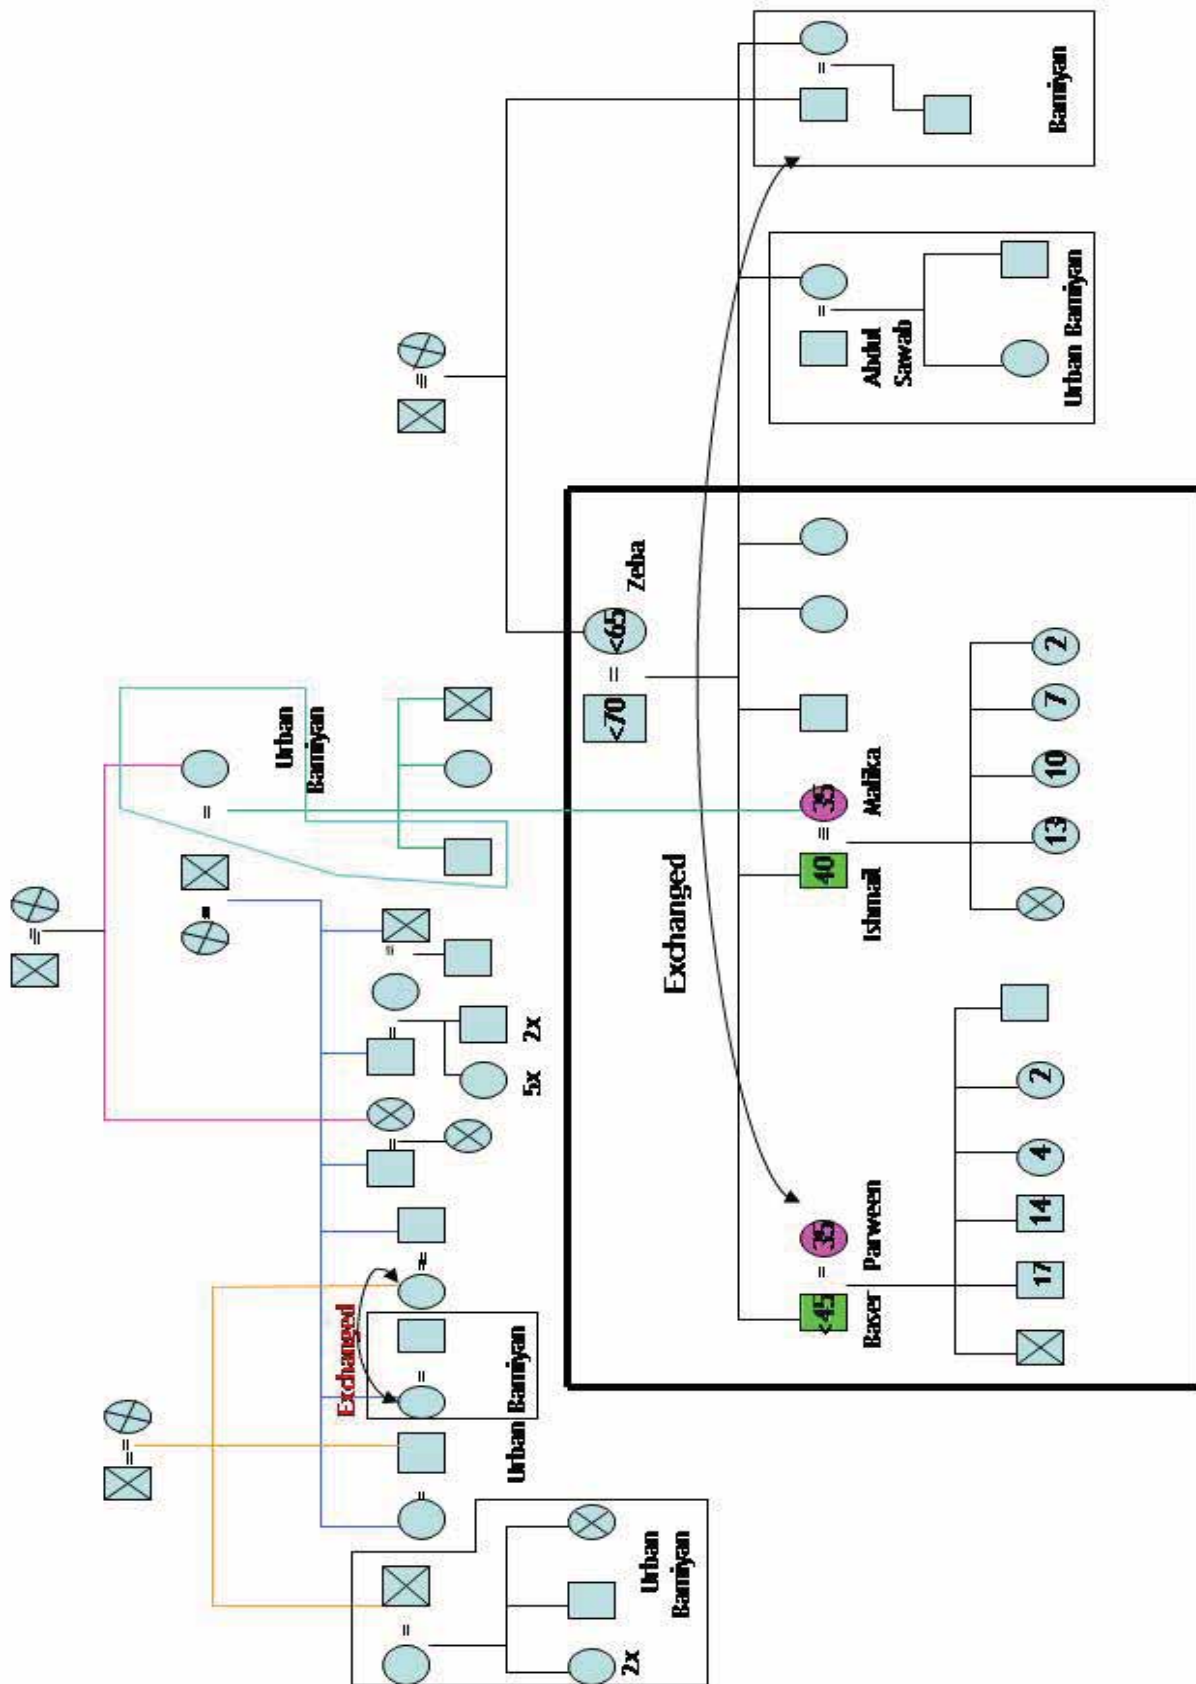 Urban
Bamiyan
Exchanged
Urban Bamiyan
5x
2x
<70
<65
Zeba
2x
Urban
Bamiyan
Exchanged
<45
35
40
35
Baser
Parween
Ishmail
Malika
Abdul
Sawab
17
14
4
2
13
10
7
2
Urban Bamiyan
Bamiyan